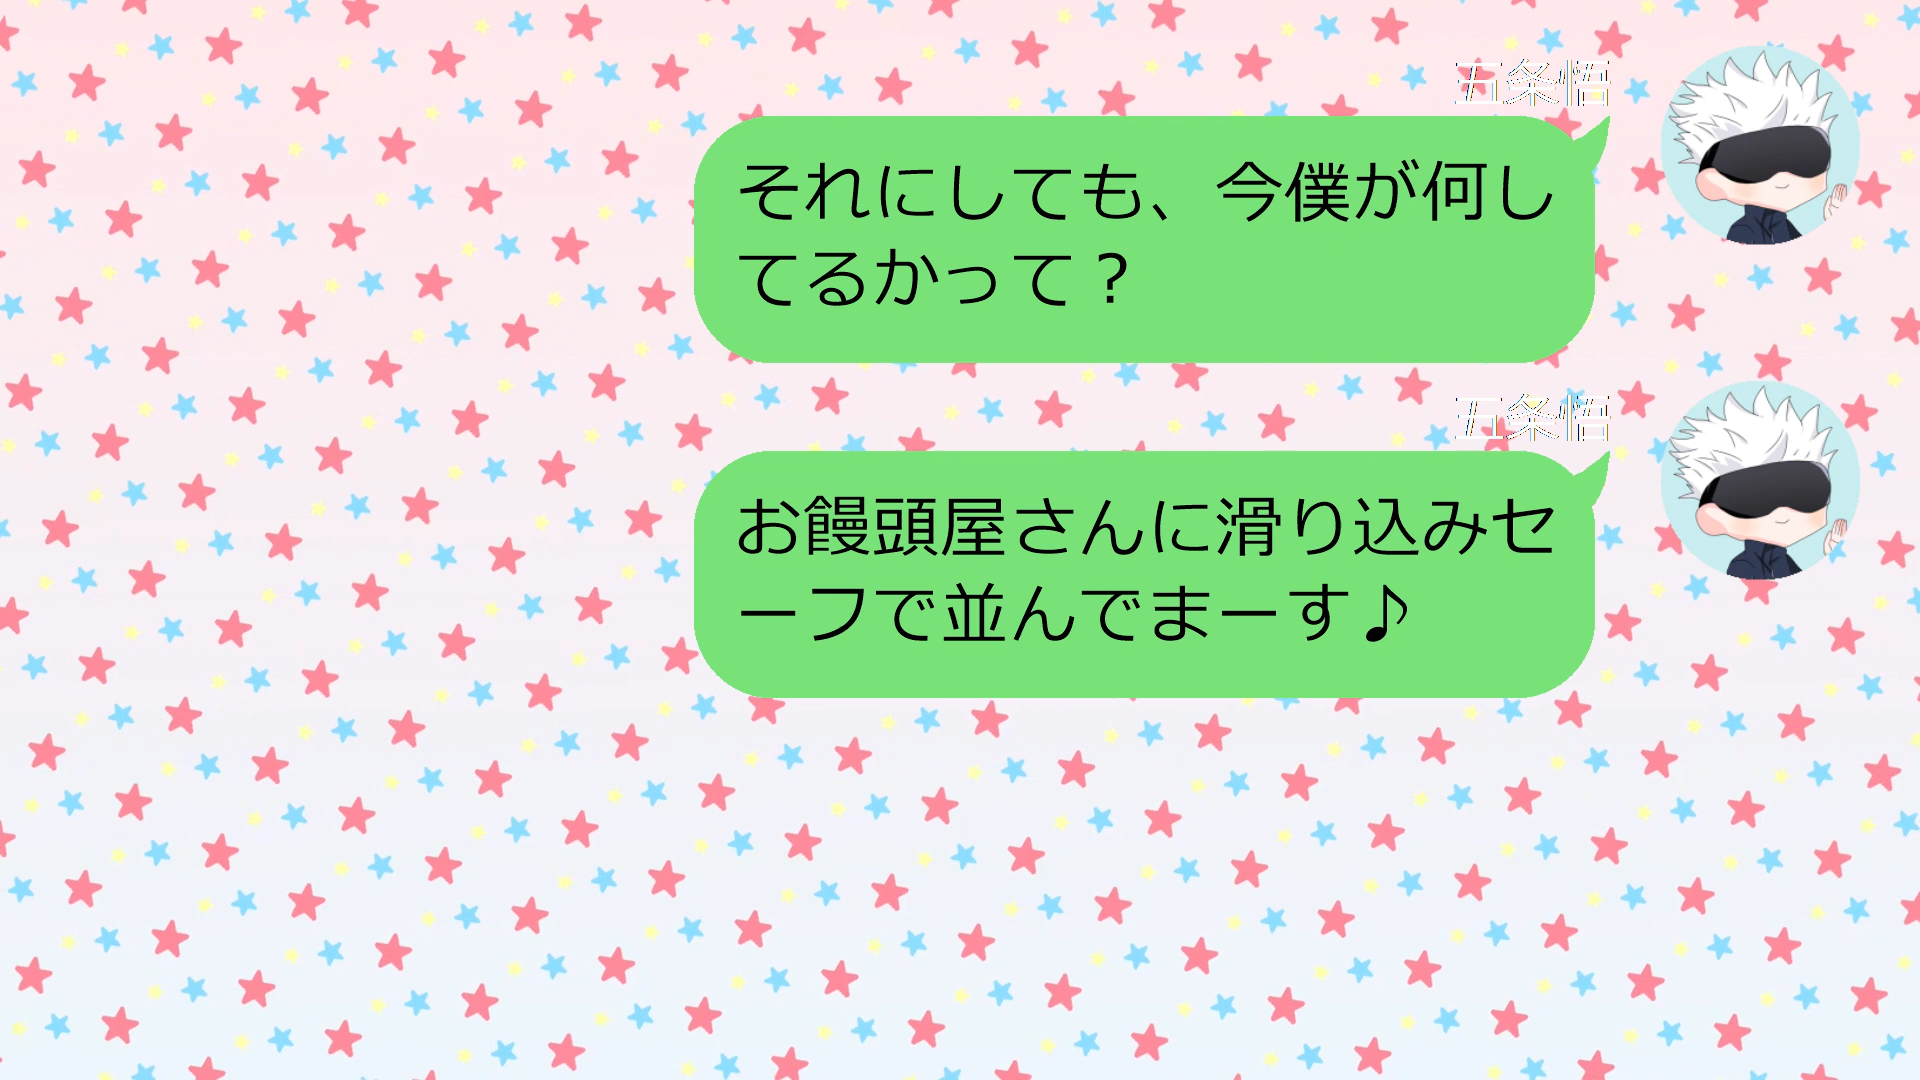 五条悟
それにしても、今僕が何し
てるかって？
五条悟
お饅頭屋さんに滑り込みセ
ーフで並んでまーす♪